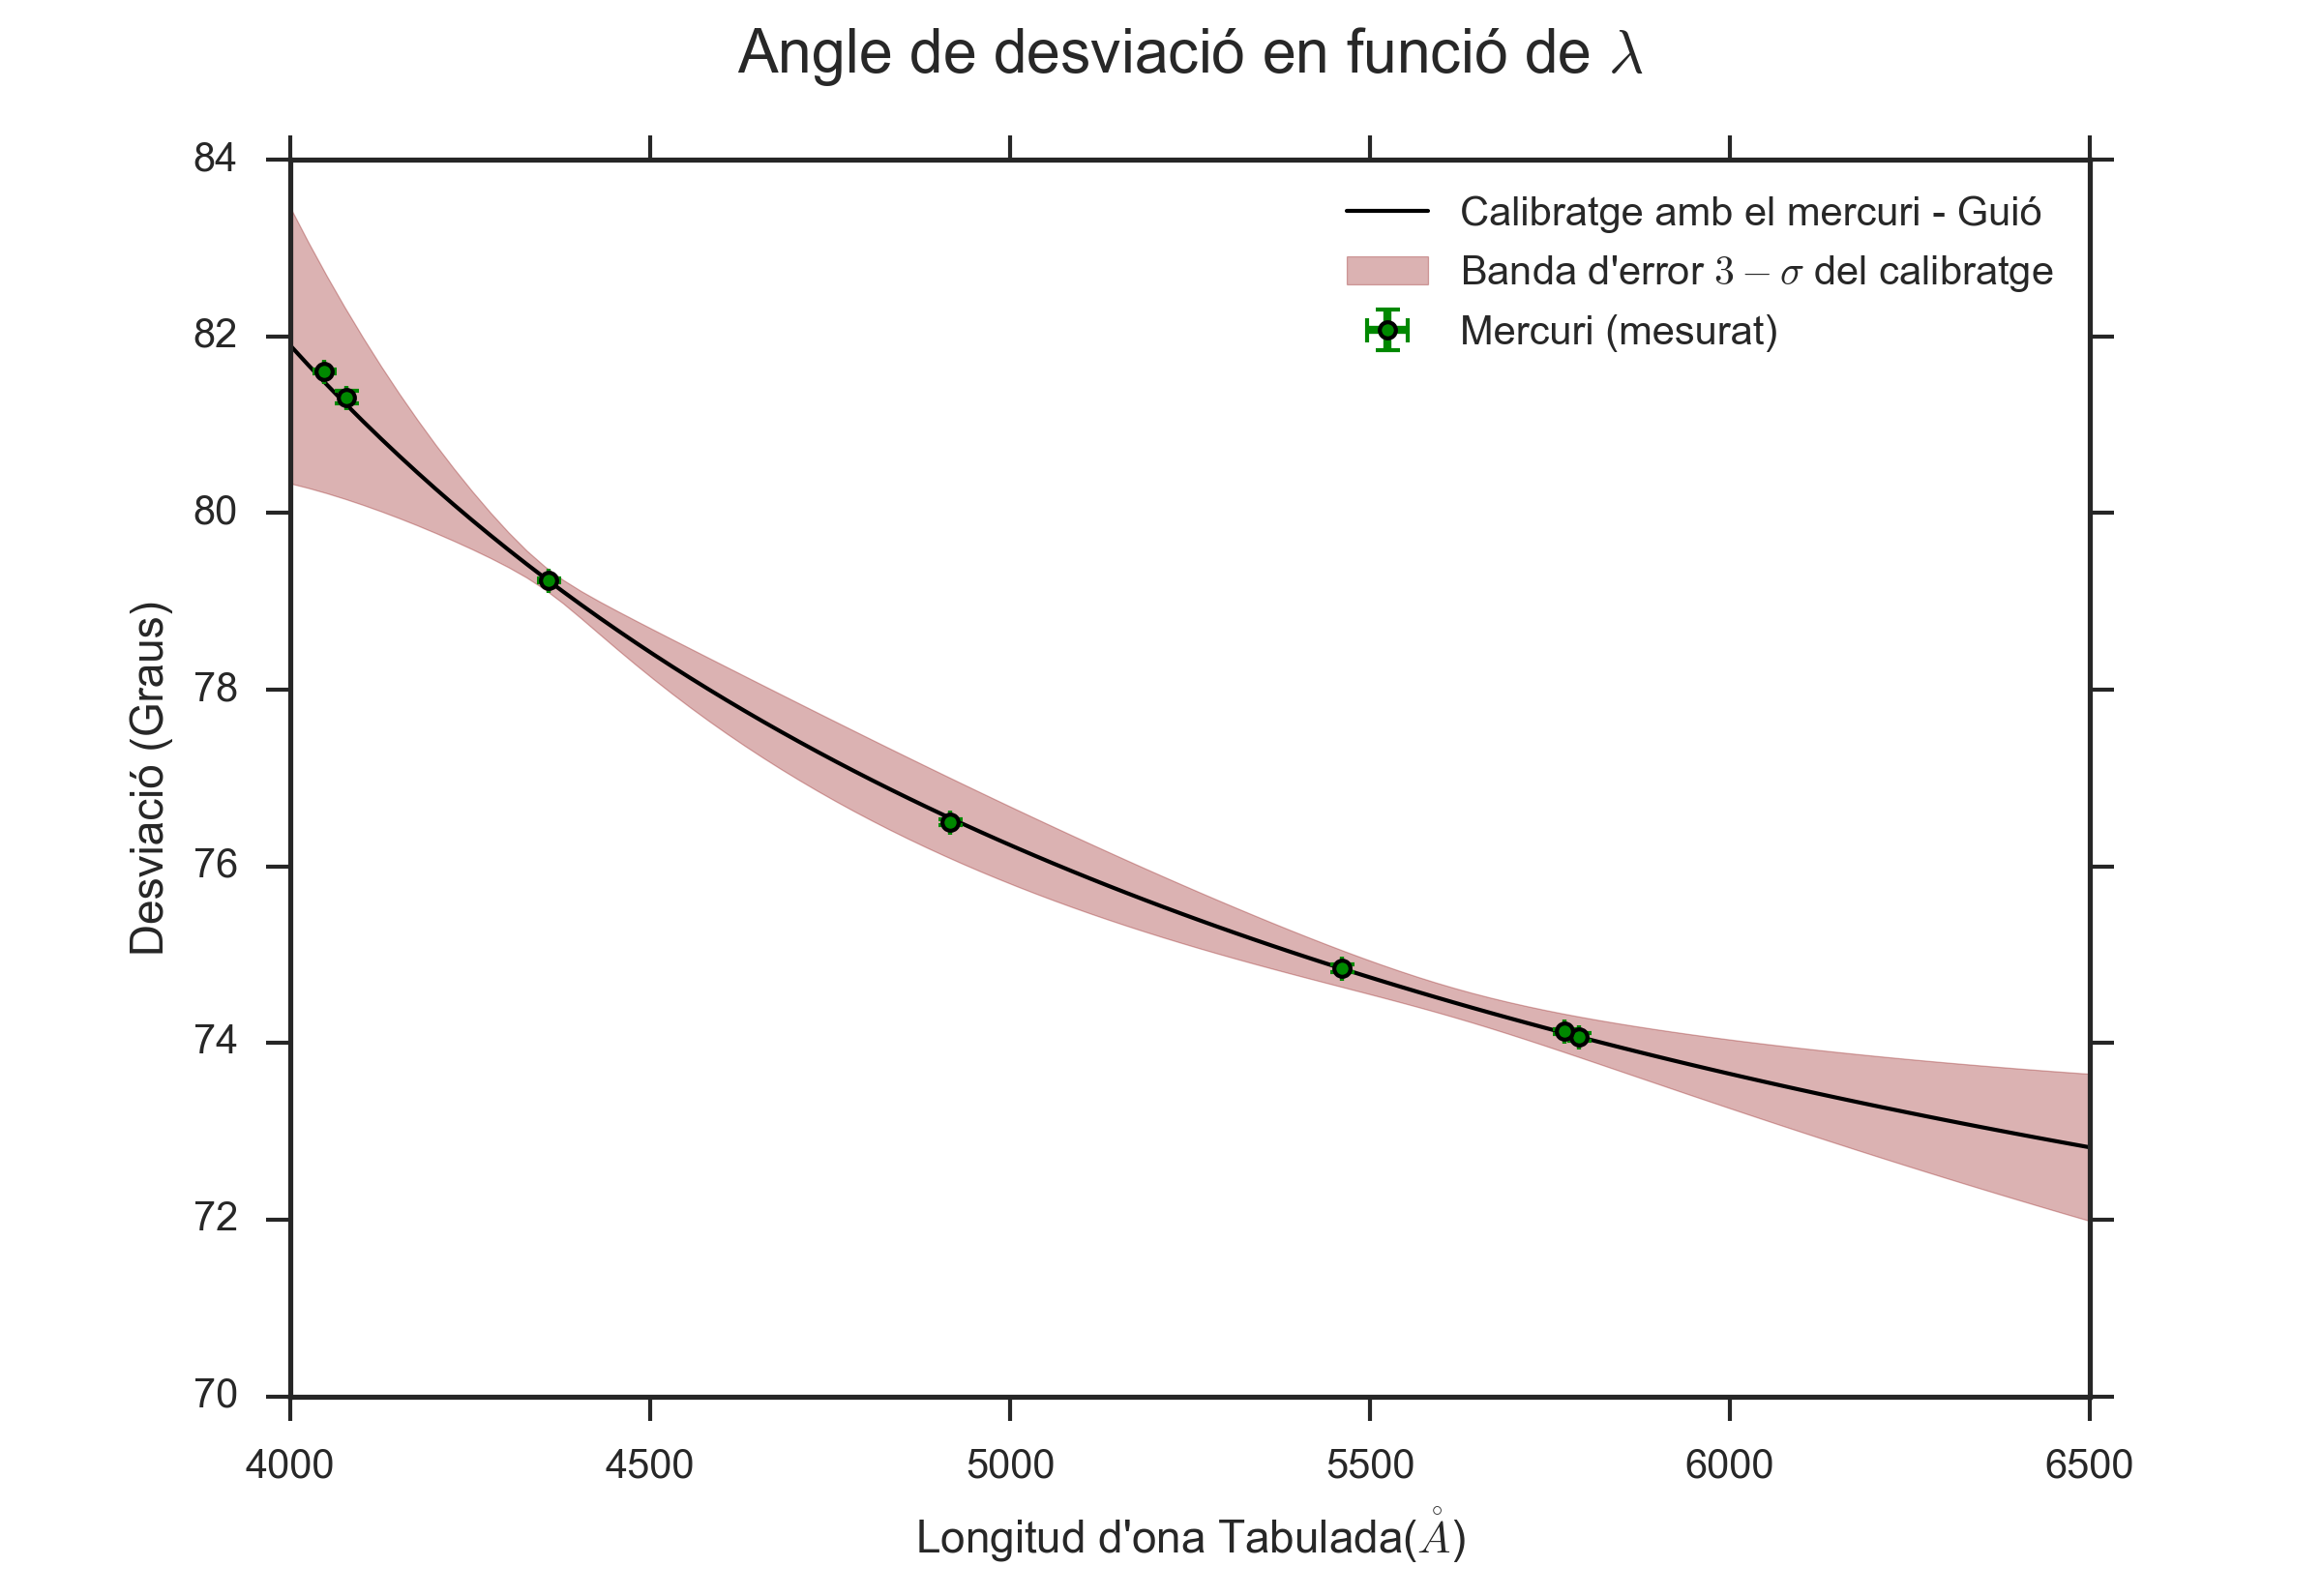 Angle de desviació en funció de λ
84
82
80
78
76
74
72
70
Desviació (Graus)
Calibratge amb el mercuri - Guió
Banda d'error 3 − σ del calibratge
Mercuri (mesurat)
4000 4500 5000 5500 6000 6500
Longitud d'ona Tabulada(Å)